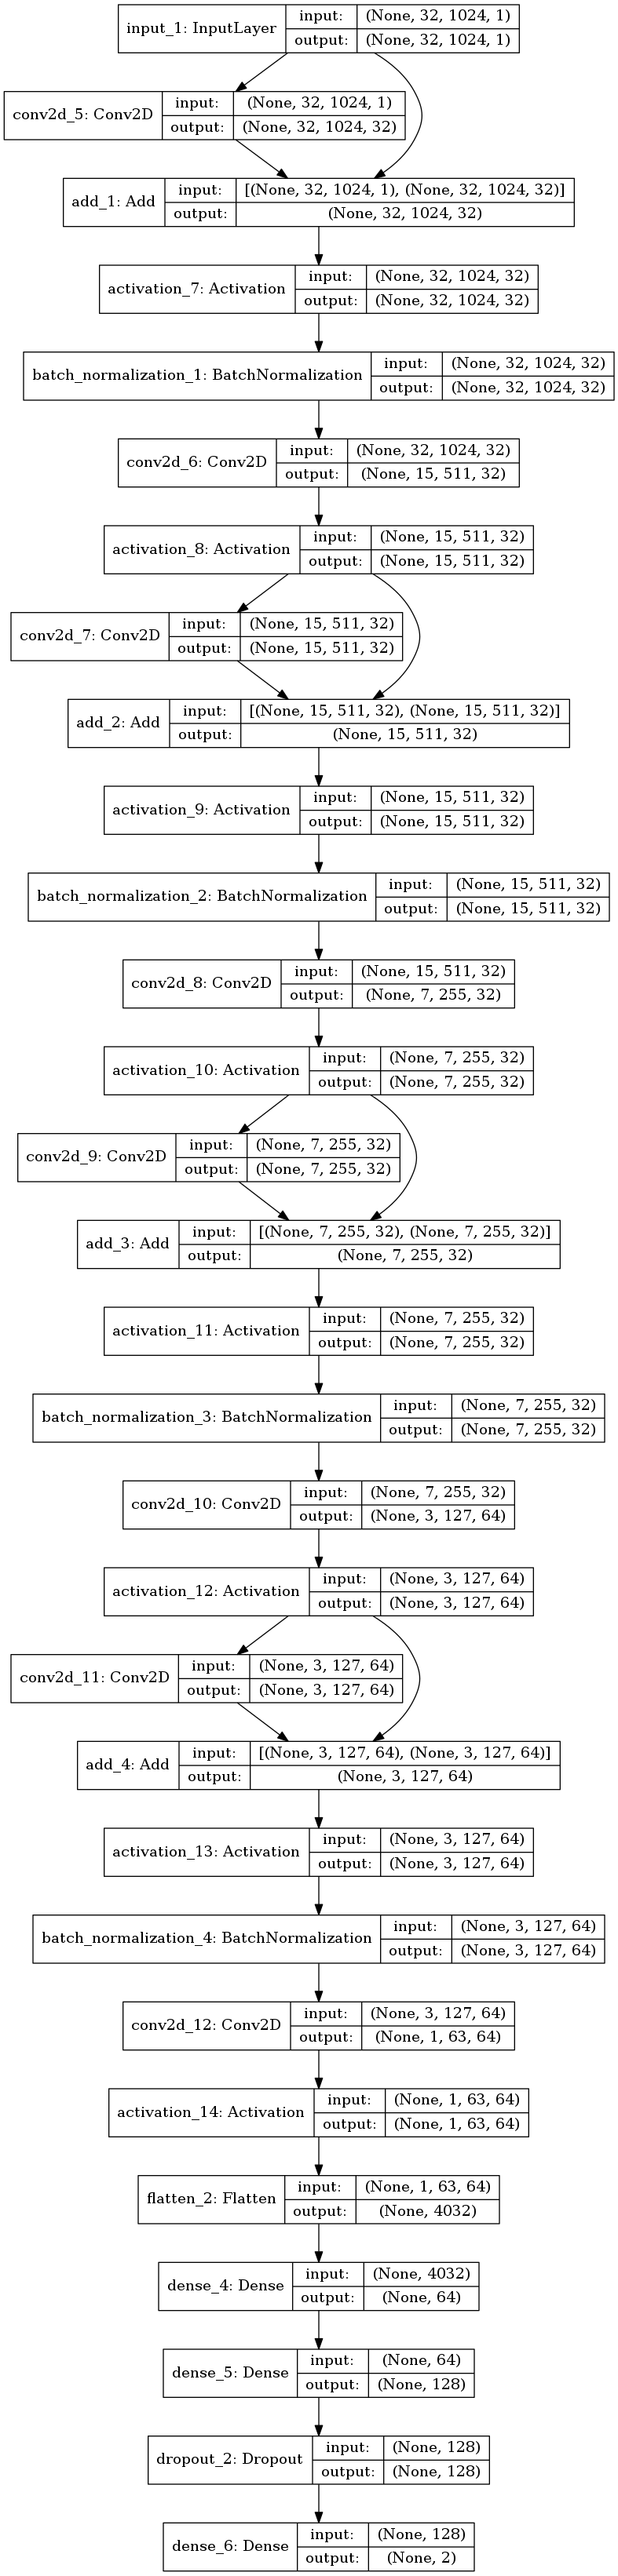 input_1: InputLayer
input:
(None, 32, 1024, 1)
output:
(None, 32, 1024, 1)
conv2d_5: Conv2D
input:
(None, 32, 1024, 1)
output:
(None, 32, 1024, 32)
add_1: Add
input:
[(None, 32, 1024, 1), (None, 32, 1024, 32)]
output:
(None, 32, 1024, 32)
activation_7: Activation
input:
(None, 32, 1024, 32)
output:
(None, 32, 1024, 32)
batch_normalization_1: BatchNormalization
input:
(None, 32, 1024, 32)
output:
(None, 32, 1024, 32)
conv2d_6: Conv2D
input:
(None, 32, 1024, 32)
output:
(None, 15, 511, 32)
activation_8: Activation
input:
(None, 15, 511, 32)
output:
(None, 15, 511, 32)
conv2d_7: Conv2D
input:
(None, 15, 511, 32)
output:
(None, 15, 511, 32)
add_2: Add
input:
[(None, 15, 511, 32), (None, 15, 511, 32)]
output:
(None, 15, 511, 32)
activation_9: Activation
input:
(None, 15, 511, 32)
output:
(None, 15, 511, 32)
batch_normalization_2: BatchNormalization
input:
(None, 15, 511, 32)
output:
(None, 15, 511, 32)
conv2d_8: Conv2D
input:
(None, 15, 511, 32)
output:
(None, 7, 255, 32)
activation_10: Activation
input:
(None, 7, 255, 32)
output:
(None, 7, 255, 32)
conv2d_9: Conv2D
input:
(None, 7, 255, 32)
output:
(None, 7, 255, 32)
add_3: Add
input:
[(None, 7, 255, 32), (None, 7, 255, 32)]
output:
(None, 7, 255, 32)
activation_11: Activation
input:
(None, 7, 255, 32)
output:
(None, 7, 255, 32)
batch_normalization_3: BatchNormalization
input:
(None, 7, 255, 32)
output:
(None, 7, 255, 32)
conv2d_10: Conv2D
input:
(None, 7, 255, 32)
output:
(None, 3, 127, 64)
activation_12: Activation
input:
(None, 3, 127, 64)
output:
(None, 3, 127, 64)
conv2d_11: Conv2D
input:
(None, 3, 127, 64)
output:
(None, 3, 127, 64)
add_4: Add
input:
[(None, 3, 127, 64), (None, 3, 127, 64)]
output:
(None, 3, 127, 64)
activation_13: Activation
input:
(None, 3, 127, 64)
output:
(None, 3, 127, 64)
batch_normalization_4: BatchNormalization
input:
(None, 3, 127, 64)
output:
(None, 3, 127, 64)
conv2d_12: Conv2D
input:
(None, 3, 127, 64)
output:
(None, 1, 63, 64)
activation_14: Activation
input:
(None, 1, 63, 64)
output:
(None, 1, 63, 64)
flatten_2: Flatten
input:
(None, 1, 63, 64)
output:
(None, 4032)
dense_4: Dense
input:
(None, 4032)
output:
(None, 64)
dense_5: Dense
input:
(None, 64)
output:
(None, 128)
dropout_2: Dropout
input:
(None, 128)
output:
(None, 128)
dense_6: Dense
input:
(None, 128)
output:
(None, 2)